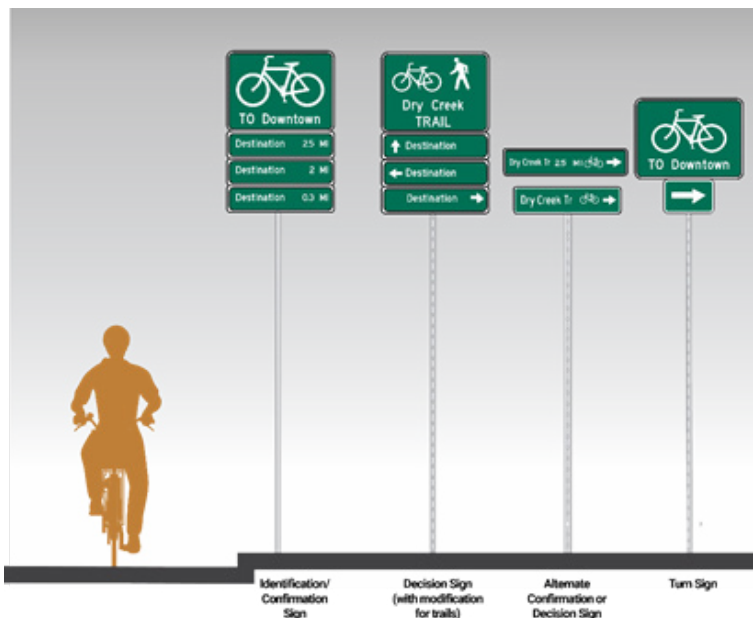 TO Downtown
Destination 2.5 MI
Destination 2 MI
Destination 0.3 MI
Dry Creek
TRAIL
Destination
Destination
Destination
Dry Creek Tr 2.5 MI
Dry Creek Tr
TO Downtown
Identification/
Confirmation
Sign
Decision Sign
(with modification
for trails)
Alternate
Confirmation or
Decision Sign
Turn Sign